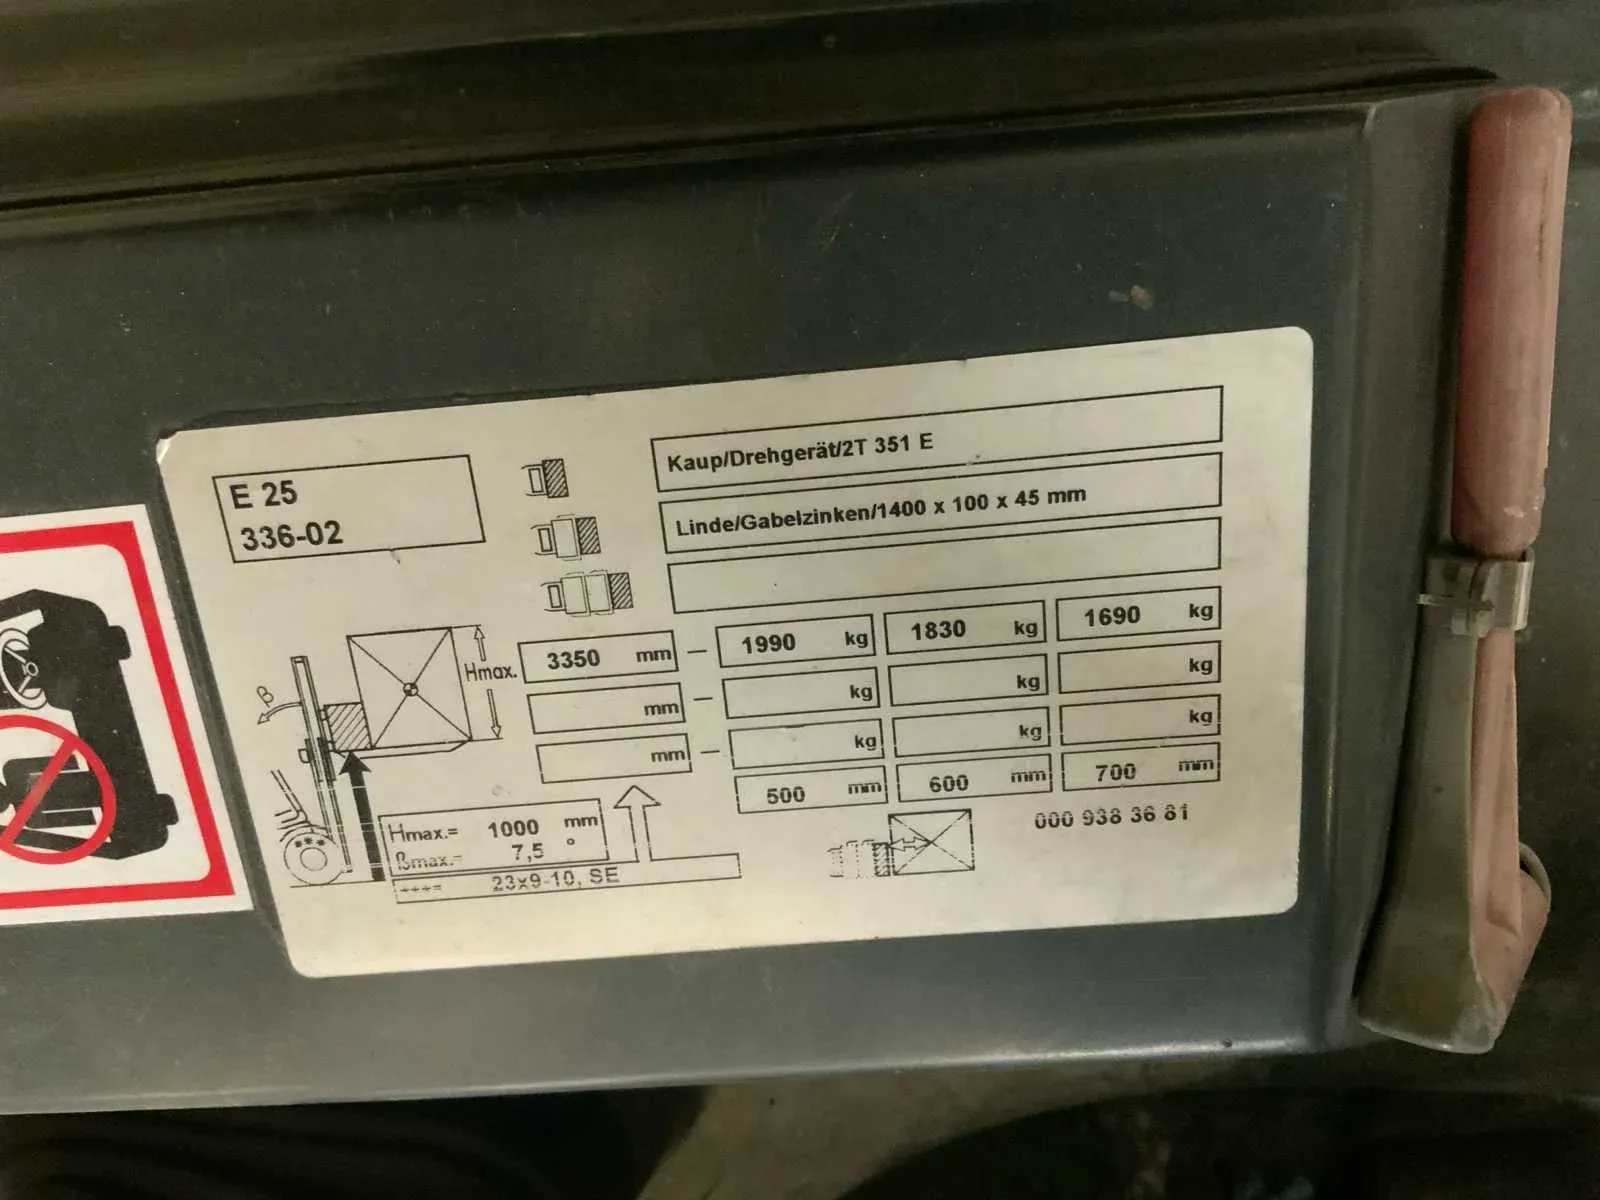 E 25
336-02
Kaup/Drehgerät/2T 351 E
Linde/Gabelzinken/1400 x 100 x 45 mm
Hmax. 3350 mm – 1990 kg 1830 kg 1690 kg
mm – kg kg kg
mm – kg kg kg
500 mm 600 mm 700 mm
β
Hmax.= 1000 mm
ßmax.= 7,5 °
+++= 23x9-10, SE
000 938 36 81